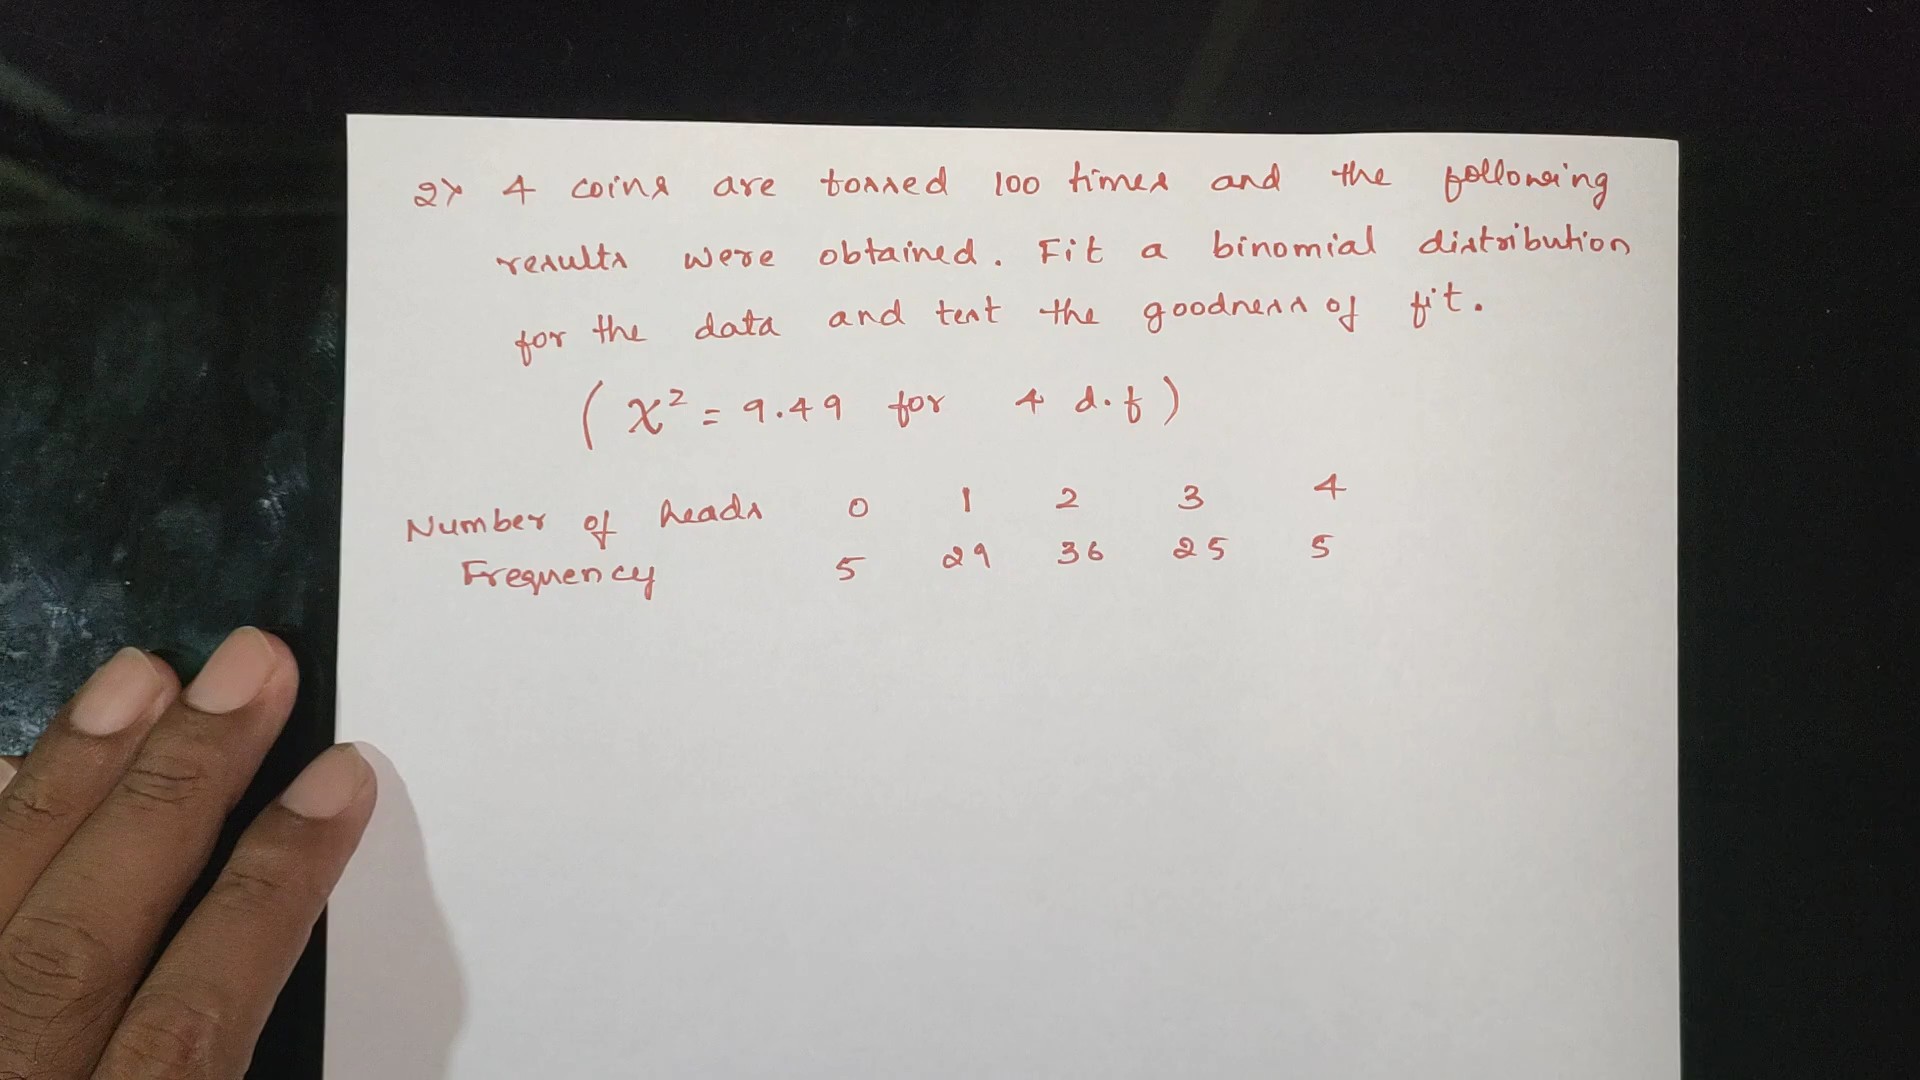 2) 4 coins are tossed 100 times and the following
results were obtained. Fit a binomial distribution
for the data and test the goodness of fit.
( χ² = 9.49 for 4 d.f )
Number of heads 0 1 2 3 4
Frequency 5 29 36 25 5